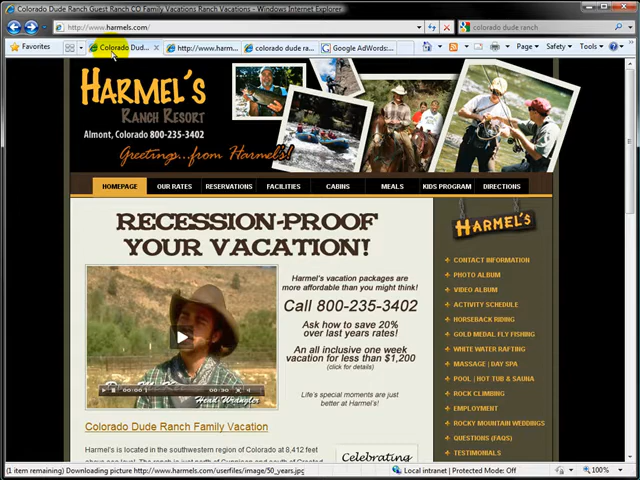 Colorado Dude Ranch Guest Ranch CO Family Vacations Ranch Vacations - Windows Internet Explorer
http://www.harmels.com/
colorado dude ranch
Favorites
Colorado Dud...
http://www.harm...
colorado dude ra...
Google AdWords:...
Page
Safety
Tools
HARMEL'S
RANCH RESORT
Almont, Colorado 800-235-3402
Greetings...from Harmel's!
HOMEPAGE OUR RATES RESERVATIONS FACILITIES CABINS MEALS KIDS PROGRAM DIRECTIONS
RECESSION-PROOF
YOUR VACATION!
Harmel's vacation packages are
more affordable than you might think!
Call 800-235-3402
Ask how to save 20%
over last years rates!
An all inclusive one week
vacation for less than $1,200
(click for details)
Life's special moments are just
better at Harmel's!
00:00
00:30
Head Wrangler
HARMEL'S
CONTACT INFORMATION
PHOTO ALBUM
VIDEO ALBUM
ACTIVITY SCHEDULE
HORSEBACK RIDING
GOLD MEDAL FLY FISHING
WHITE WATER RAFTING
MASSAGE | DAY SPA
POOL | HOT TUB & SAUNA
ROCK CLIMBING
EMPLOYMENT
ROCKY MOUNTAIN WEDDINGS
QUESTIONS (FAQS)
TESTIMONIALS
Colorado Dude Ranch Family Vacation
Harmel's is located in the southwestern region of Colorado at 8,412 feet
Celebrating
(1 item remaining) Downloading picture http://www.harmels.com/userfiles/image/50_years.jpg
Local intranet | Protected Mode: Off
100%